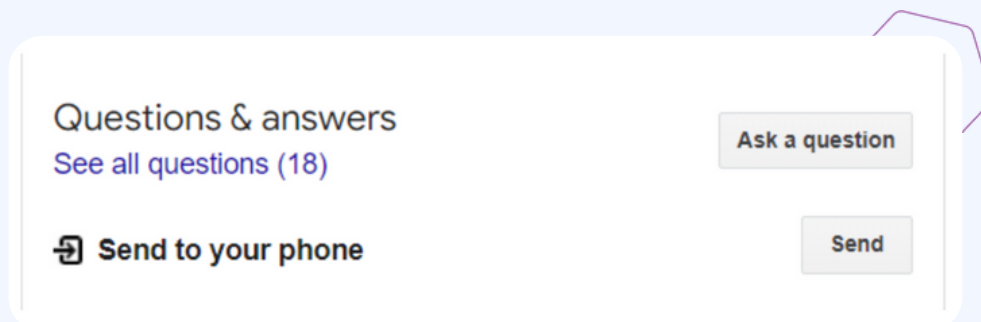 Questions & answers
See all questions (18)
Ask a question
Send to your phone
Send